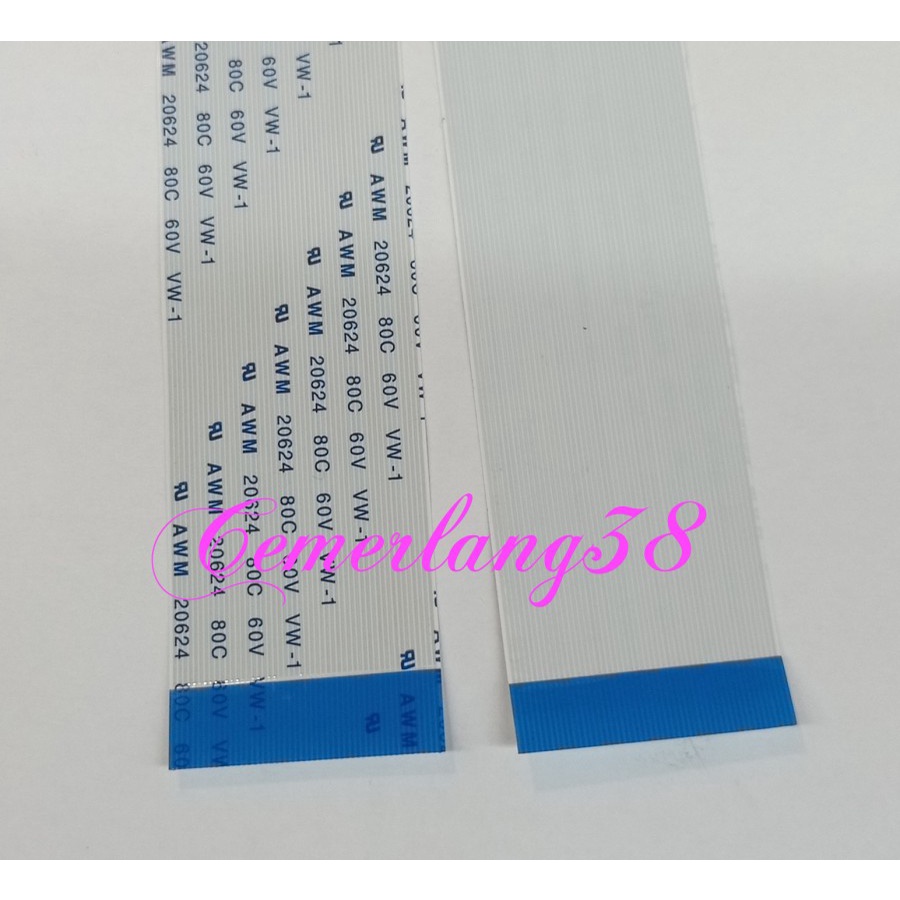 AWM 20624 80C 60V VW-1
20624 80C 60V VW-1
80C 60V VW-1
60V VW-1
VW-1
AWM 20624 80C 60V VW-1
AWM 20624 80C 60V VW-1
AWM 20624 80C 60V VW-1
AWM 20624 80C 60V VW-1
AWM 20624 80C 60V VW-1
AWM 20624 80C 60V VW
AWM 20624 80C 60
AWM
Cemerlang38